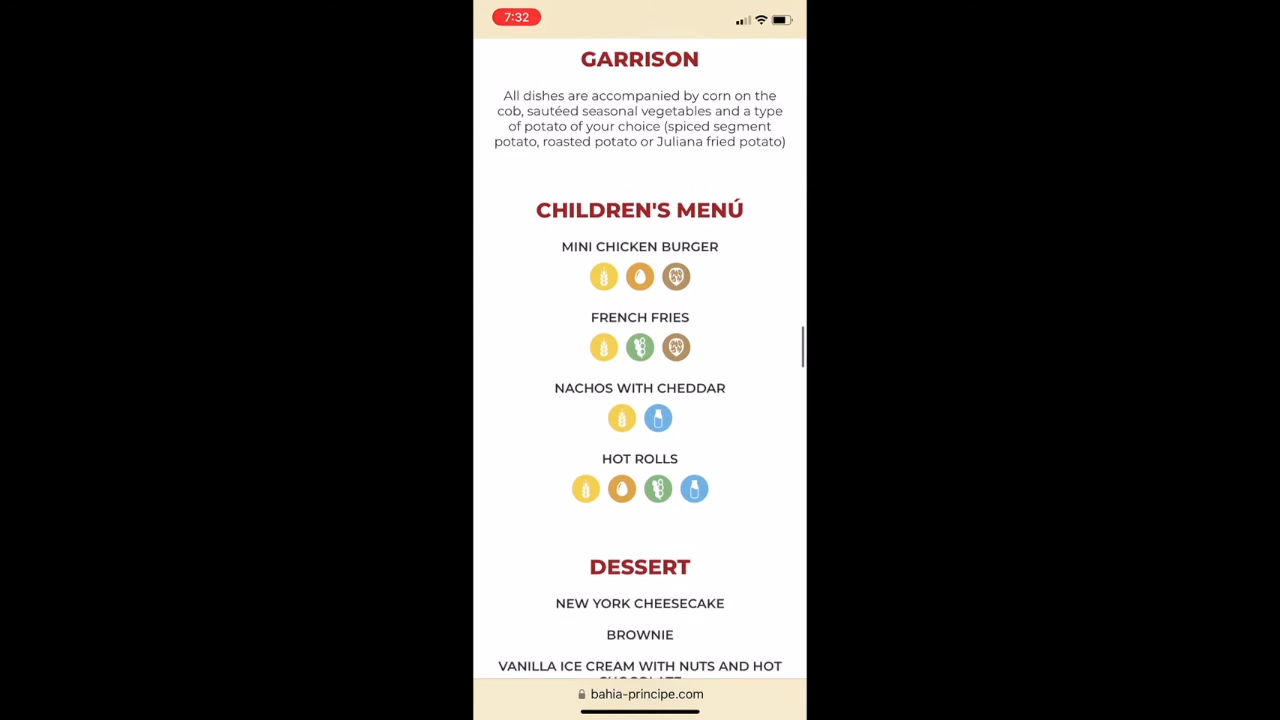 7:32
GARRISON
All dishes are accompanied by corn on the
cob, sautéed seasonal vegetables and a type
of potato of your choice (spiced segment
potato, roasted potato or Juliana fried potato)
CHILDREN'S MENÚ
MINI CHICKEN BURGER
FRENCH FRIES
NACHOS WITH CHEDDAR
HOT ROLLS
DESSERT
NEW YORK CHEESECAKE
BROWNIE
VANILLA ICE CREAM WITH NUTS AND HOT
bahia-principe.com